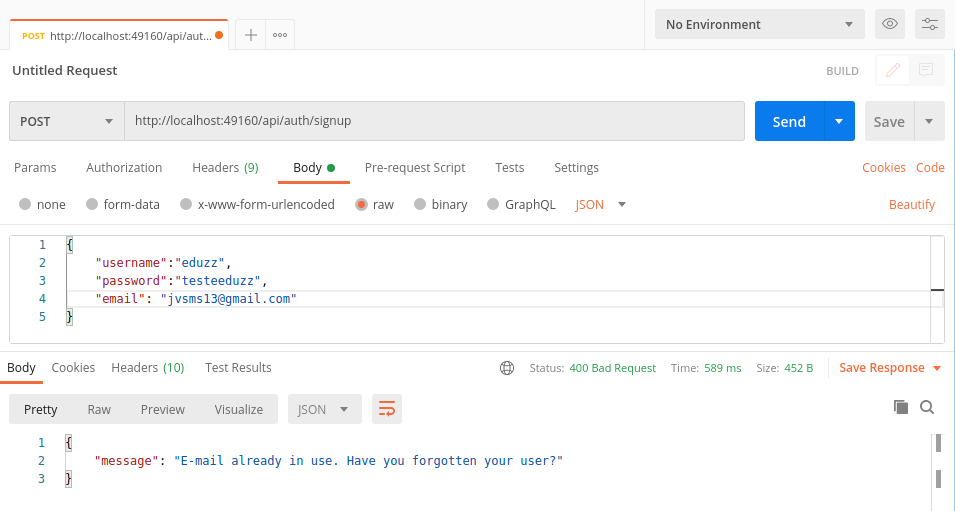 POST http://localhost:49160/api/aut...
No Environment
Untitled Request
BUILD
POST http://localhost:49160/api/auth/signup Send Save
Params Authorization Headers (9) Body Pre-request Script Tests Settings Cookies Code
none form-data x-www-form-urlencoded raw binary GraphQL JSON Beautify
1 {
2 "username":"eduzz",
3 "password":"testeeduzz",
4 "email": "jvsms13@gmail.com"
5 }
Body Cookies Headers (10) Test Results Status: 400 Bad Request Time: 589 ms Size: 452 B Save Response
Pretty Raw Preview Visualize JSON
1 {
2 "message": "E-mail already in use. Have you forgotten your user?"
3 }